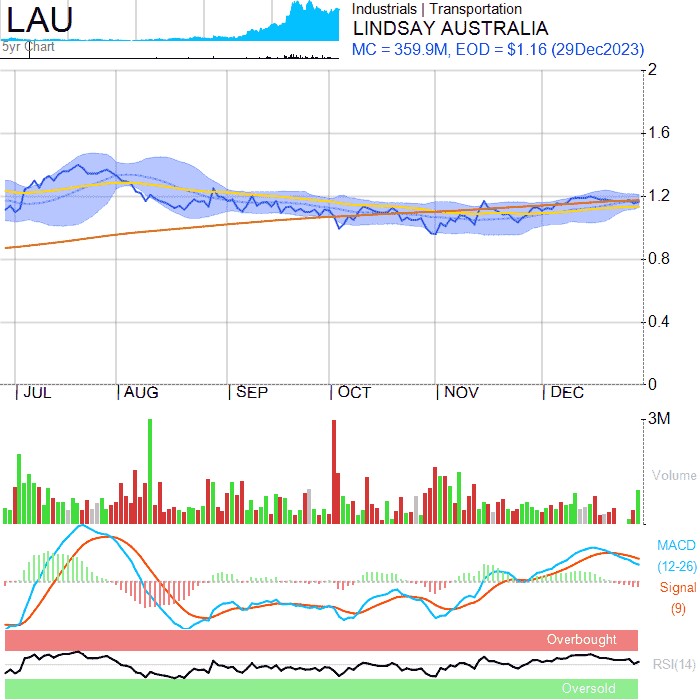 LAU
5yr Chart
Industrials | Transportation
LINDSAY AUSTRALIA
MC = 359.9M, EOD = $1.16 (29Dec2023)
2
1.6
1.2
0.8
0.4
0
| JUL | AUG | SEP | OCT | NOV | DEC
3M
Volume
MACD
(12-26)
Signal
(9)
Overbought
RSI(14)
Oversold